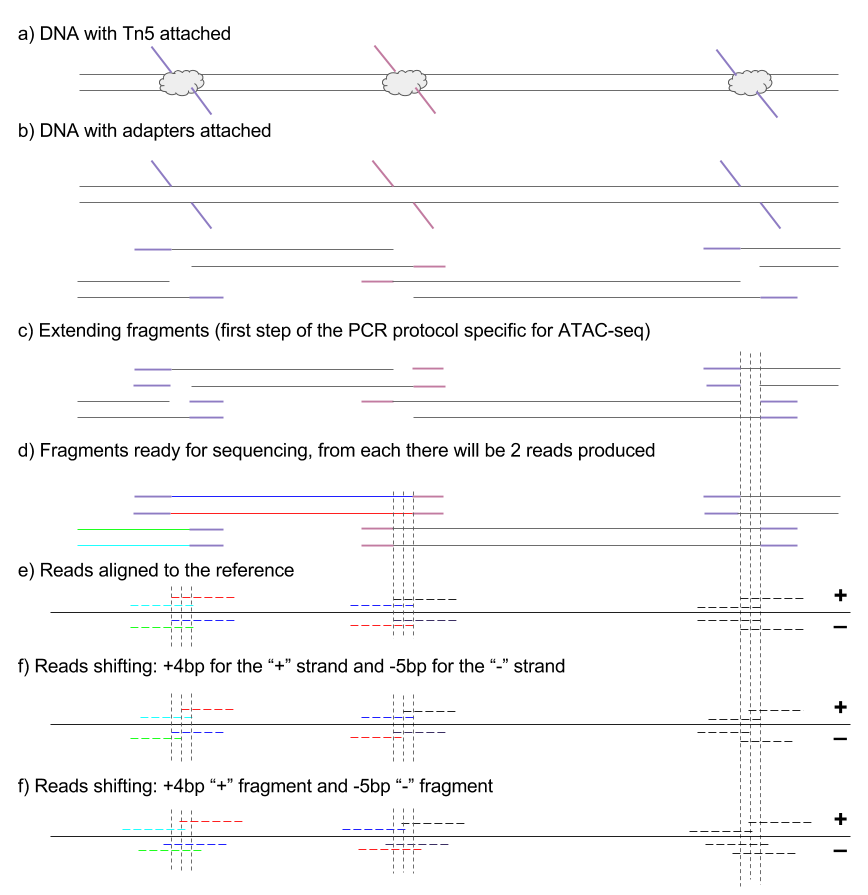 a) DNA with Tn5 attached
b) DNA with adapters attached
c) Extending fragments (first step of the PCR protocol specific for ATAC-seq)
d) Fragments ready for sequencing, from each there will be 2 reads produced
e) Reads aligned to the reference
+
−
f) Reads shifting: +4bp for the “+” strand and -5bp for the “-” strand
+
−
f) Reads shifting: +4bp “+” fragment and -5bp “-” fragment
+
−